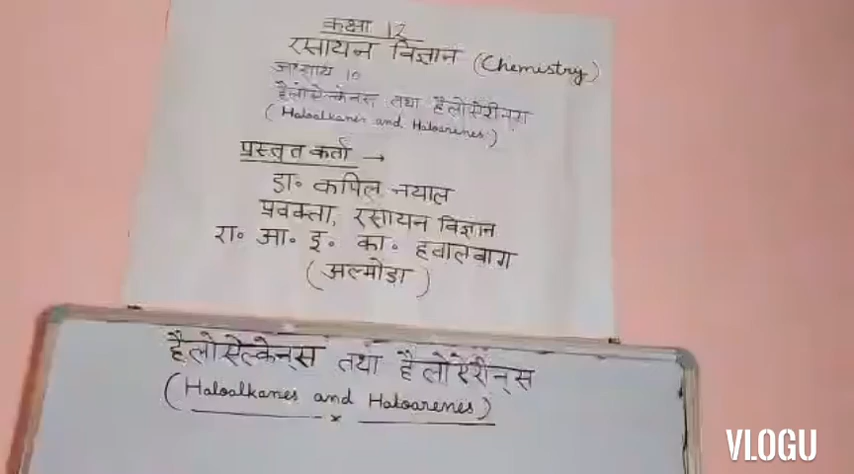 कक्षा 12
रसायन विज्ञान (Chemistry)
अध्याय 10
हैलोऐल्केन्स तथा हैलोऐरीन्स
(Haloalkanes and Haloarenes)
प्रस्तुतकर्ता →
डा॰ कपिल नयाल
प्रवक्ता, रसायन विज्ञान
रा॰ आ॰ इ॰ का॰ हवालबाग
(अल्मोड़ा)
हैलोऐल्केन्स तथा हैलोऐरीन्स
(Haloalkanes and Haloarenes)
VLOGU